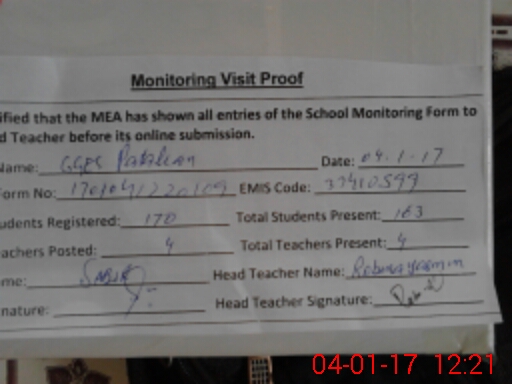 Monitoring Visit Proof
ified that the MEA has shown all entries of the School Monitoring Form to
d Teacher before its online submission.
Name: GGPS Date: 04.1.17
Form No: EMIS Code: 37410599
udents Registered: 170 Total Students Present: 163
achers Posted: 4 Total Teachers Present: 4
me: Head Teacher Name: Robina yasmin
nature: Head Teacher Signature:
04-01-17 12:21